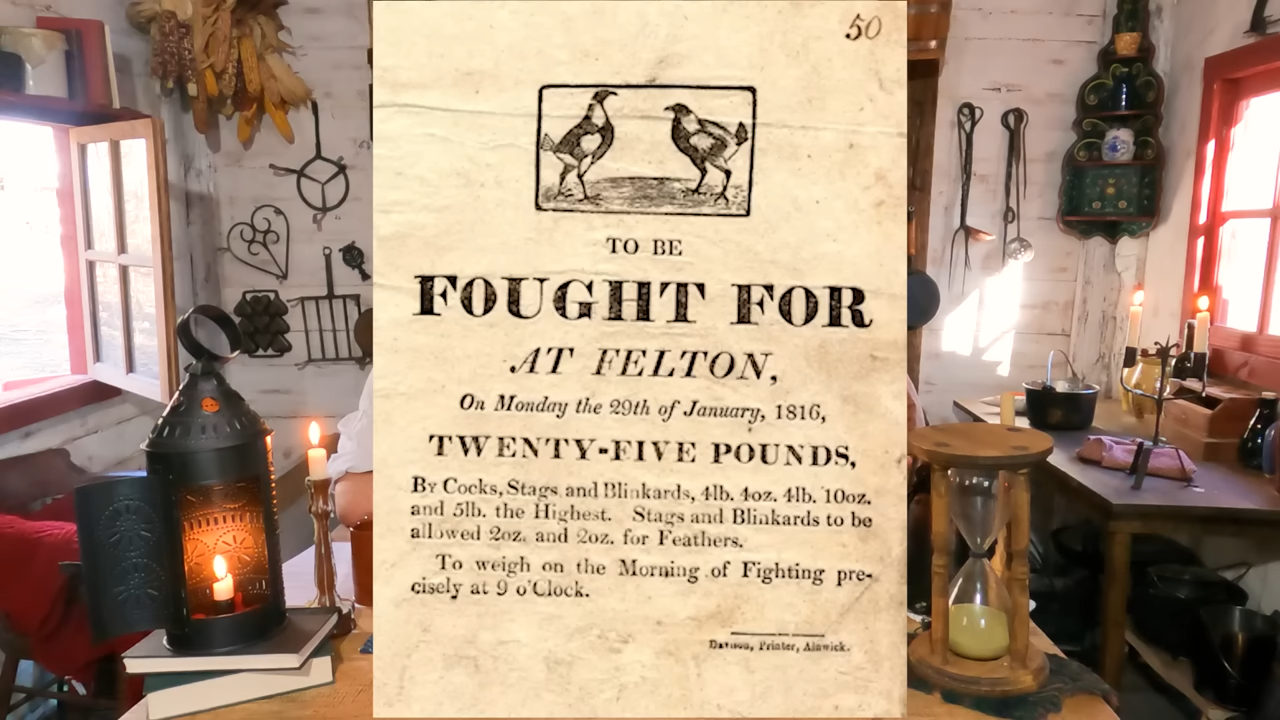 50
TO BE
FOUGHT FOR
AT FELTON,
On Monday the 29th of January, 1816,
TWENTY-FIVE POUNDS,
By Cocks, Stags and Blinkards, 4lb. 4oz. 4lb. 10oz.
and 5lb. the Highest. Stags and Blinkards to be
allowed 2oz. and 2oz. for Feathers.
To weigh on the Morning of Fighting pre-
cisely at 9 o'Clock.
Davison, Printer, Alnwick.